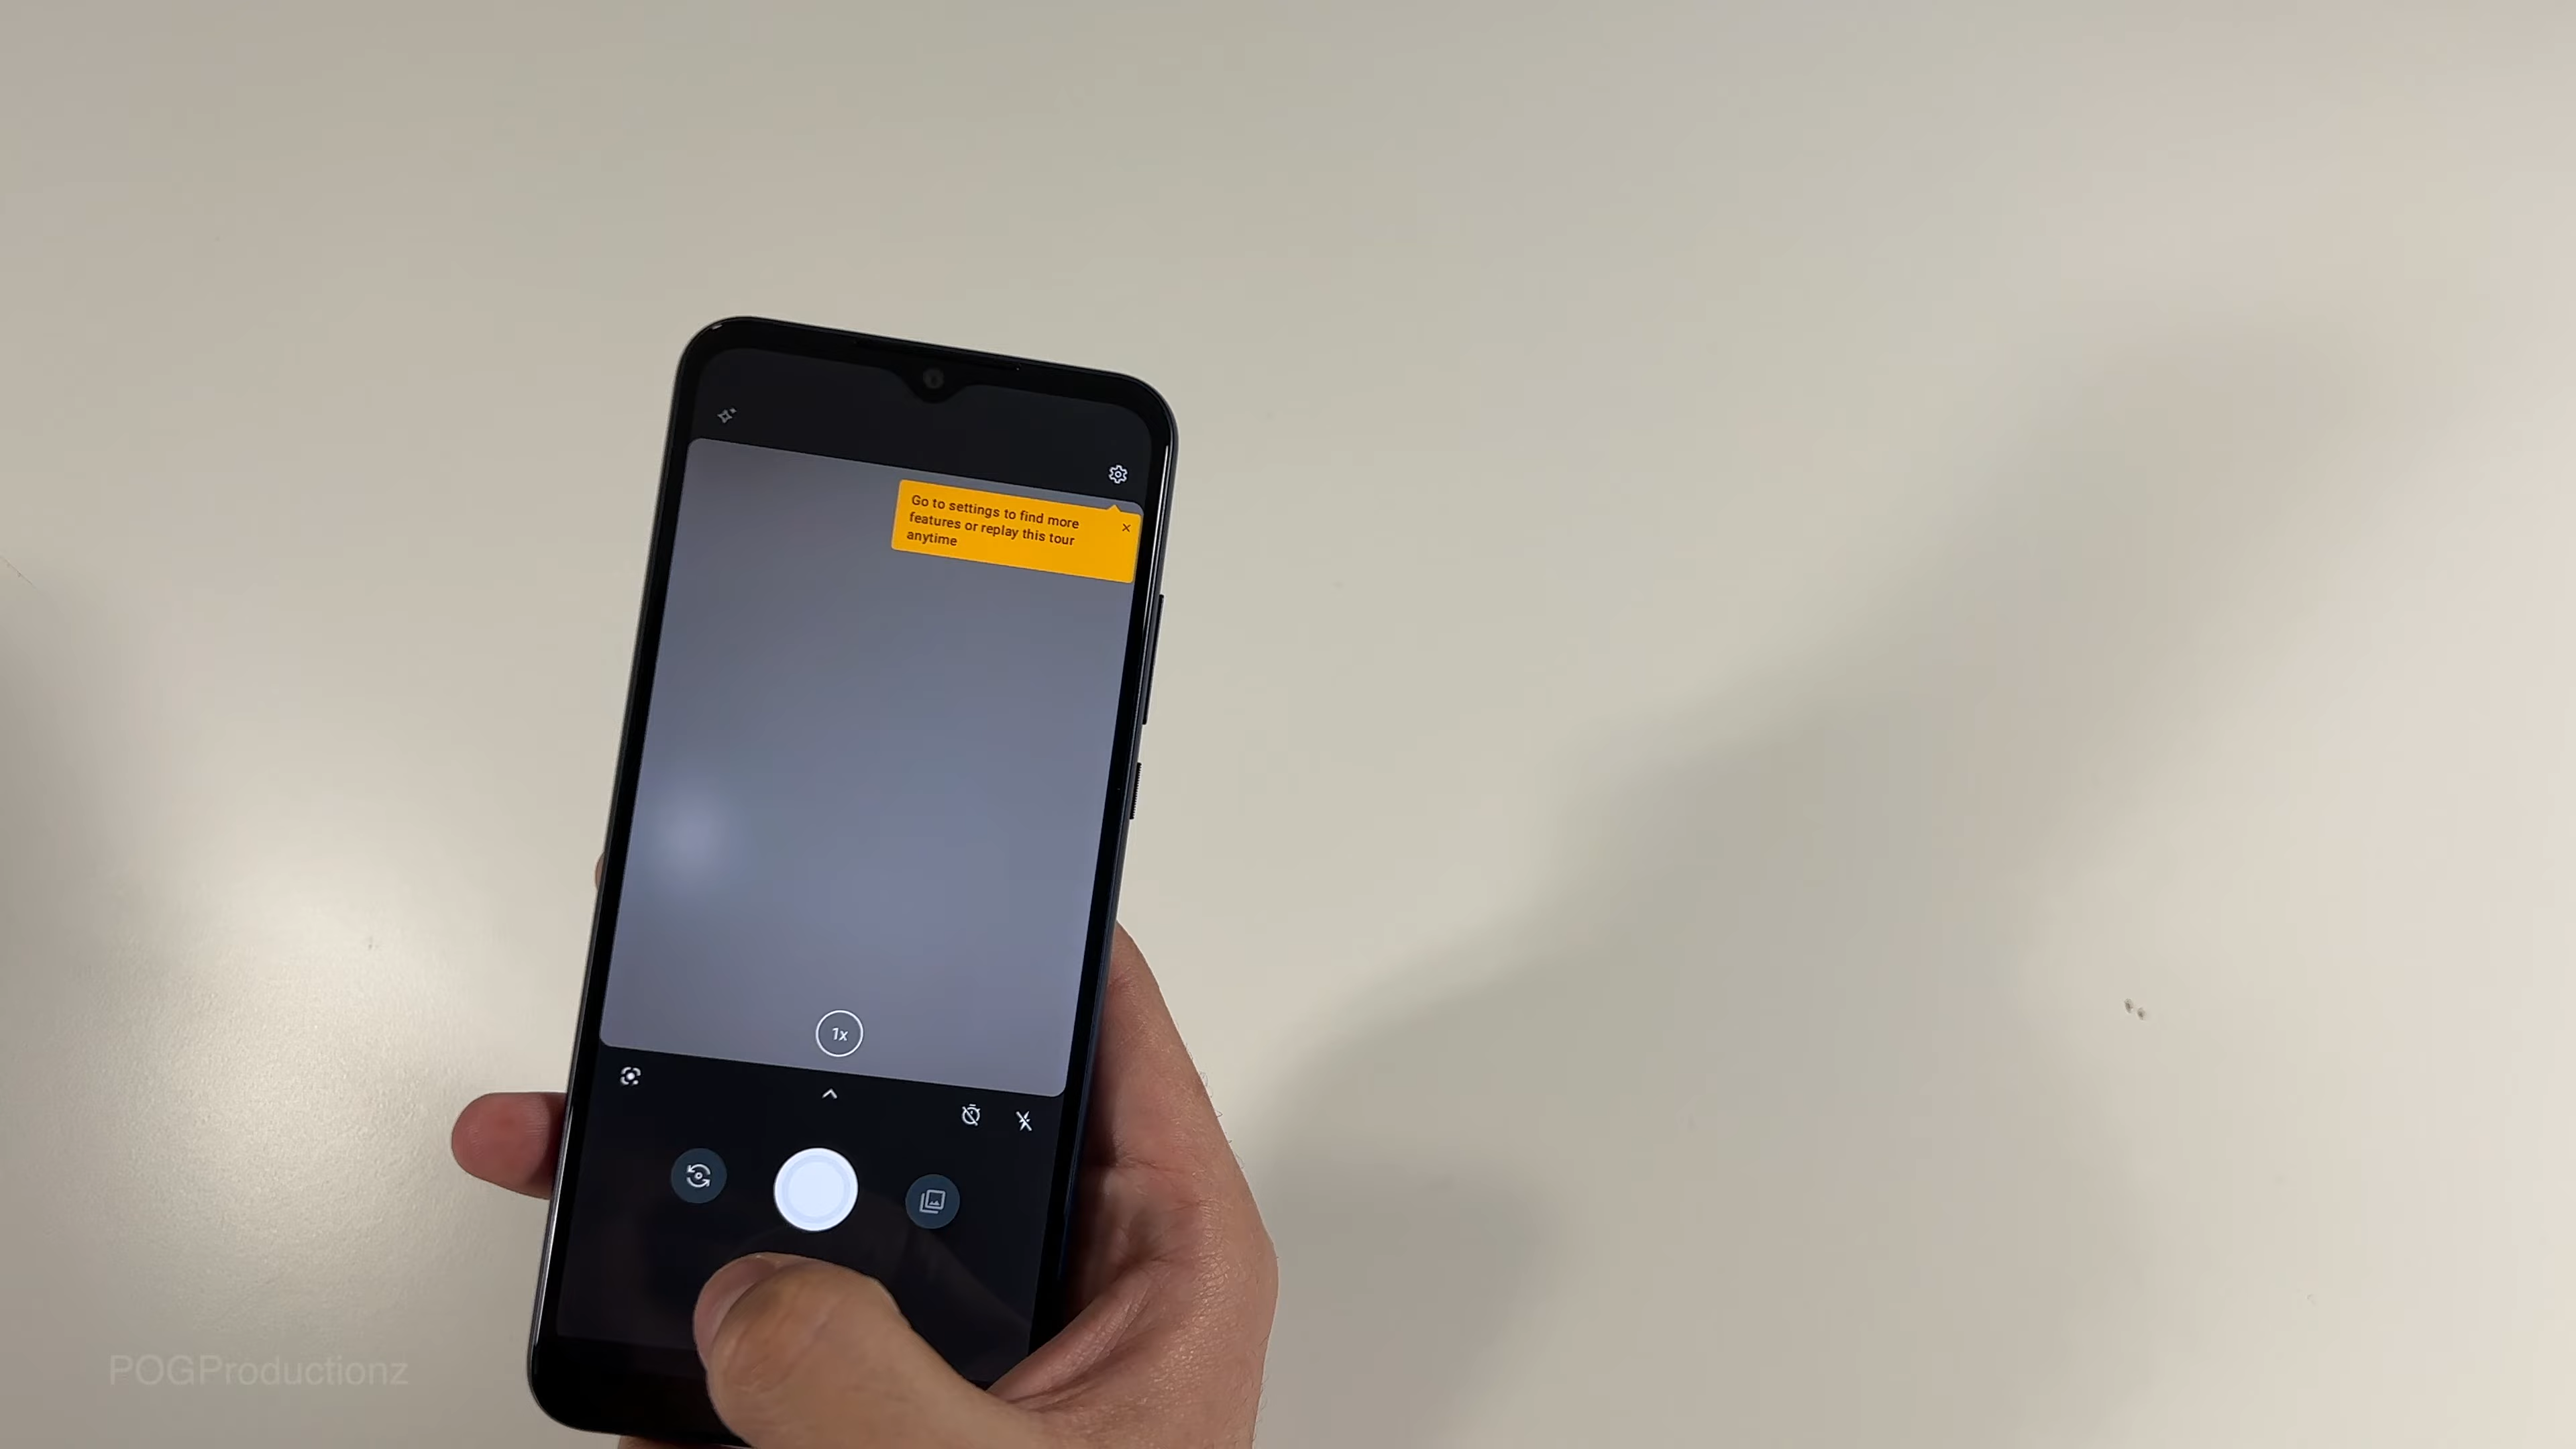 Go to settings to find more
features or replay this tour
anytime
1x
POGProductionz